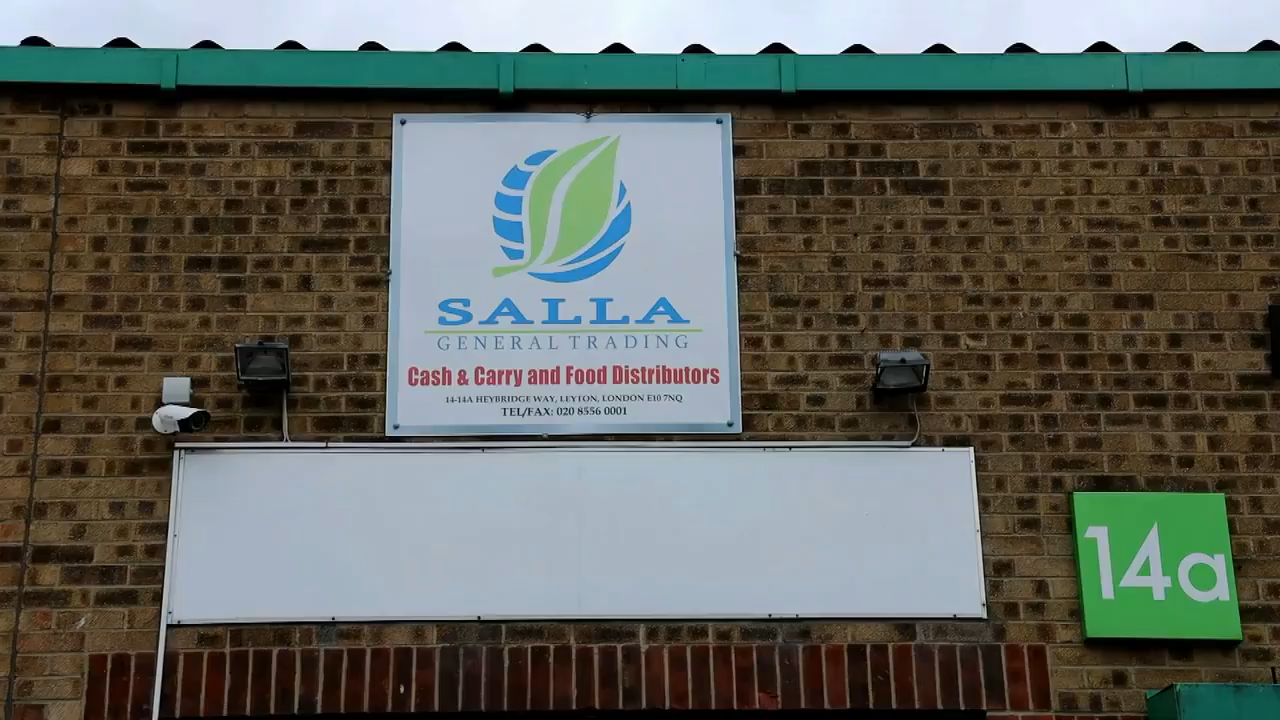 SALLA
GENERAL TRADING
Cash & Carry and Food Distributors
14-14A HEYBRIDGE WAY, LEYTON, LONDON E10 7NQ
TEL/FAX: 020 8556 0001
14a